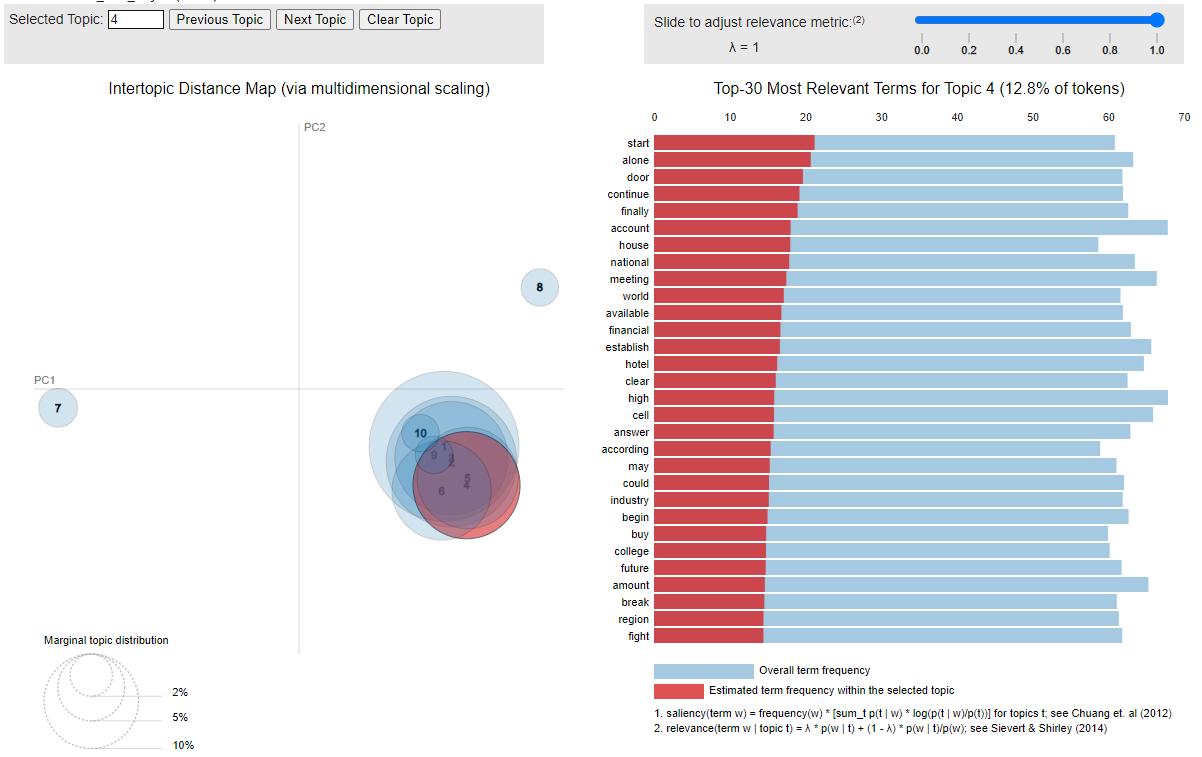 Selected Topic: 4 Previous Topic Next Topic Clear Topic
Slide to adjust relevance metric:(2)
λ = 1
0.0 0.2 0.4 0.6 0.8 1.0
Intertopic Distance Map (via multidimensional scaling)
PC2
PC1
8
7
10
1
9
3
2
5
4
6
Marginal topic distribution
2%
5%
10%
Top-30 Most Relevant Terms for Topic 4 (12.8% of tokens)
0 10 20 30 40 50 60 70
start
alone
door
continue
finally
account
house
national
meeting
world
available
financial
establish
hotel
clear
high
cell
answer
according
may
could
industry
begin
buy
college
future
amount
break
region
fight
Overall term frequency
Estimated term frequency within the selected topic
1. saliency(term w) = frequency(w) * [sum_t p(t | w) * log(p(t | w)/p(t))] for topics t; see Chuang et. al (2012)
2. relevance(term w | topic t) = λ * p(w | t) + (1 - λ) * p(w | t)/p(w); see Sievert & Shirley (2014)